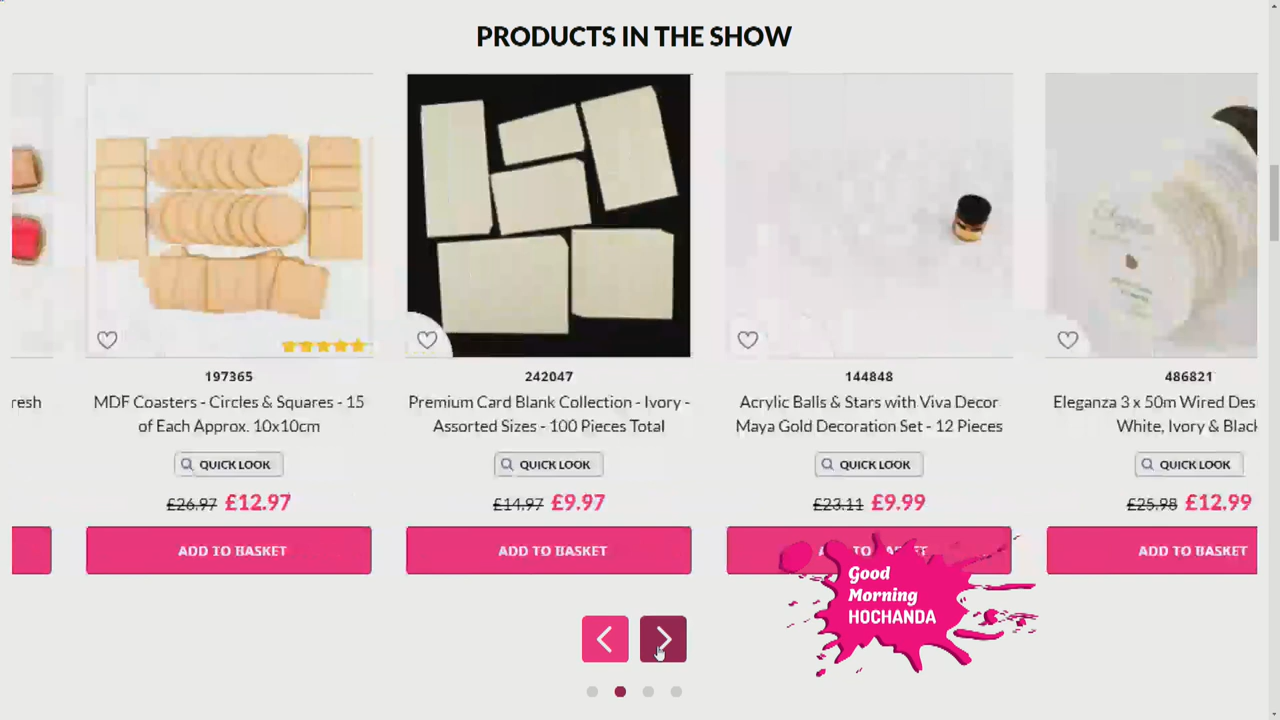 PRODUCTS IN THE SHOW
197365
242047
144848
486821
resh
MDF Coasters - Circles & Squares - 15
of Each Approx. 10x10cm
Premium Card Blank Collection - Ivory -
Assorted Sizes - 100 Pieces Total
Acrylic Balls & Stars with Viva Decor
Maya Gold Decoration Set - 12 Pieces
Eleganza 3 x 50m Wired Des
White, Ivory & Black
QUICK LOOK
QUICK LOOK
QUICK LOOK
QUICK LOOK
£26.97 £12.97
£14.97 £9.97
£23.11 £9.99
£25.98 £12.99
ADD TO BASKET
ADD TO BASKET
ADD TO BASKET
ADD TO BASKET
Good
Morning
HOCHANDA